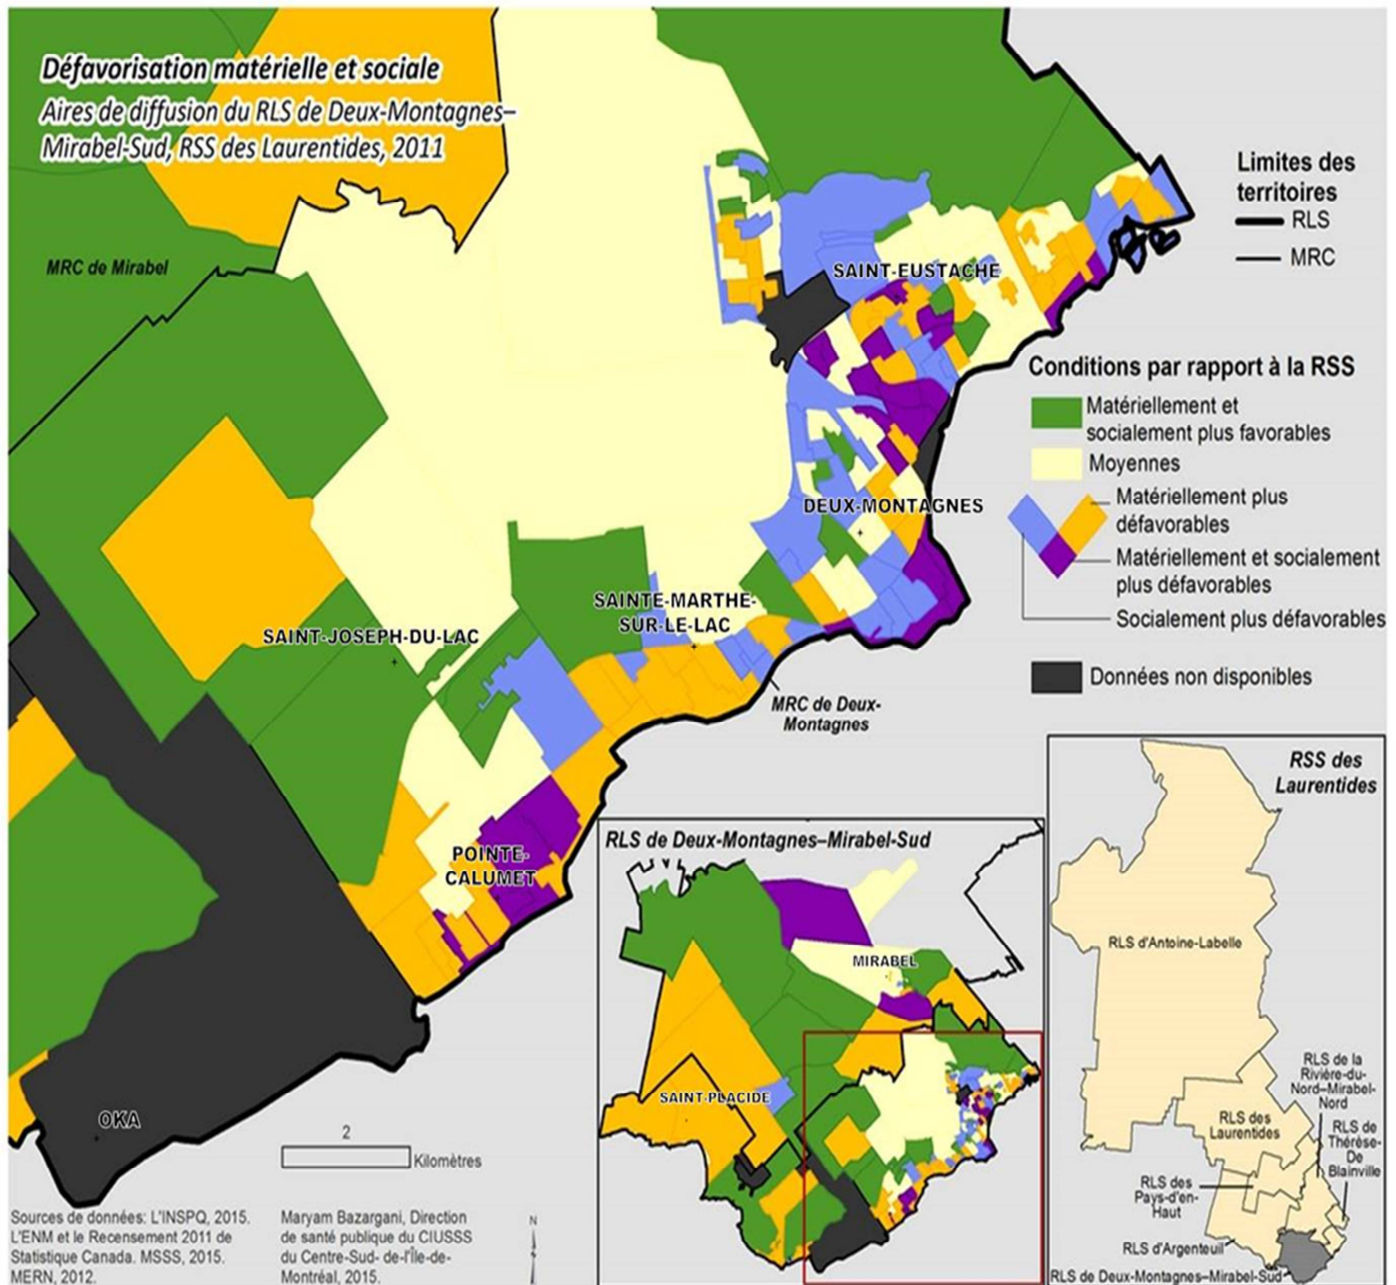 Défavorisation matérielle et sociale
Aires de diffusion du RLS de Deux-Montagnes–
Mirabel-Sud, RSS des Laurentides, 2011
MRC de Mirabel
Limites des
territoires
RLS
MRC
SAINT-EUSTACHE
Conditions par rapport à la RSS
Matériellement et
socialement plus favorables
Moyennes
Matériellement plus
défavorables
Matériellement et socialement
plus défavorables
Socialement plus défavorables
Données non disponibles
DEUX-MONTAGNES
SAINTE-MARTHE-
SUR-LE-LAC
SAINT-JOSEPH-DU-LAC
MRC de Deux-
Montagnes
POINTE-
CALUMET
OKA
2
Kilomètres
RLS de Deux-Montagnes–Mirabel-Sud
MIRABEL
SAINT-PLACIDE
RSS des
Laurentides
RLS d'Antoine-Labelle
RLS de la
Rivière-du-
Nord–Mirabel-
Nord
RLS des
Laurentides
RLS de
Thérèse-
De
Blainville
RLS des
Pays-d'en-
Haut
RLS d'Argenteuil
RLS de Deux-Montagnes–Mirabel-Sud
Sources de données: L'INSPQ, 2015.
L'ENM et le Recensement 2011 de
Statistique Canada. MSSS, 2015.
MERN, 2012.
Maryam Bazargani, Direction
de santé publique du CIUSSS
du Centre-Sud- de-l'Île-de-
Montréal, 2015.
N